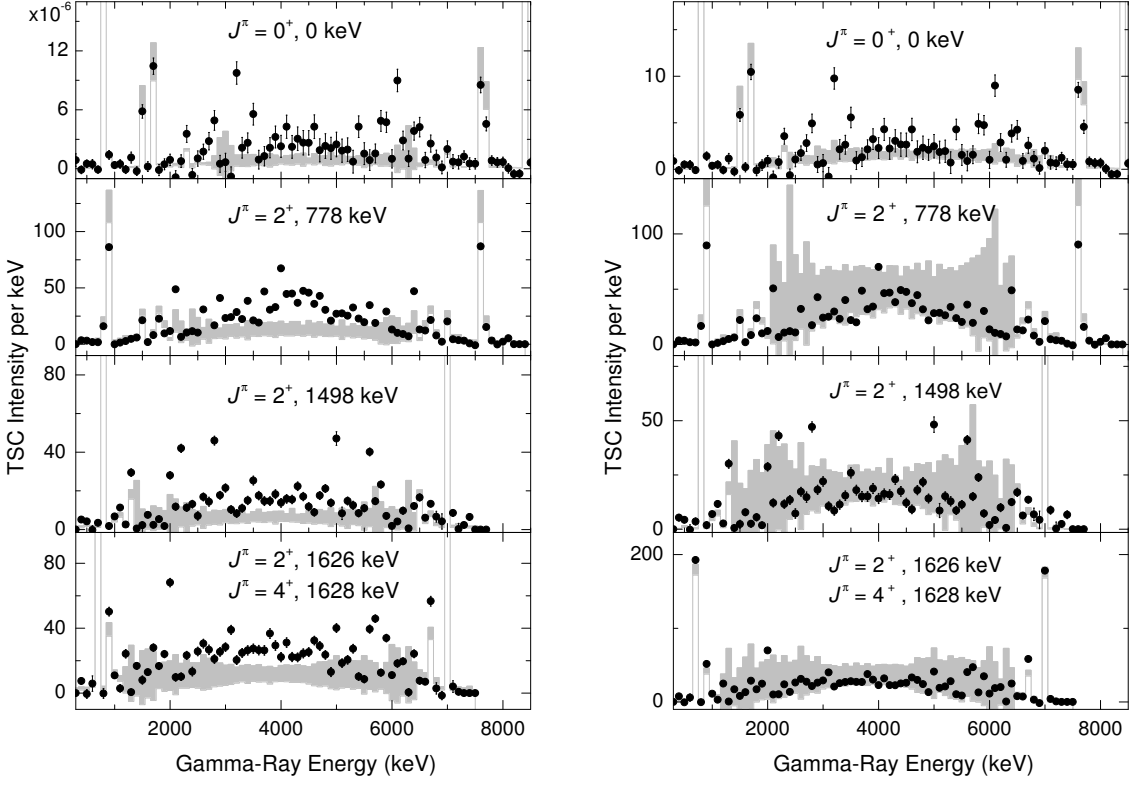 x10⁻⁶
12
6
0
Jπ = 0⁺, 0 keV
100
50
0
Jπ = 2⁺, 778 keV
80
40
0
Jπ = 2⁺, 1498 keV
80
40
0
Jπ = 2⁺, 1626 keV
Jπ = 4⁺, 1628 keV
2000 4000 6000 8000
Gamma-Ray Energy (keV)
TSC Intensity per keV
10
0
Jπ = 0⁺, 0 keV
100
50
0
Jπ = 2⁺, 778 keV
50
0
Jπ = 2⁺, 1498 keV
200
0
Jπ = 2⁺, 1626 keV
Jπ = 4⁺, 1628 keV
2000 4000 6000 8000
Gamma-Ray Energy (keV)
TSC Intensity per keV